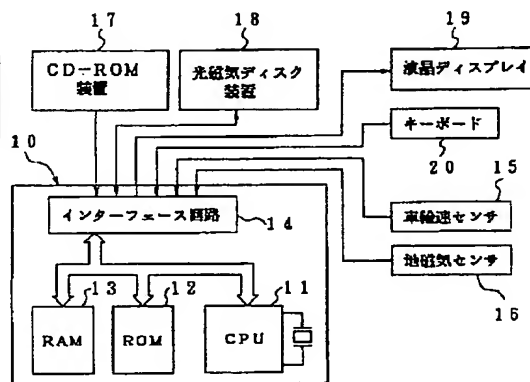 17
CD-ROM
装置
18
光磁気ディスク
装置
19
液晶ディスプレイ
キーボード
20
15
車輪速センサ
地磁気センサ
16
10
インターフェース回路
14
13
RAM
12
ROM
11
CPU